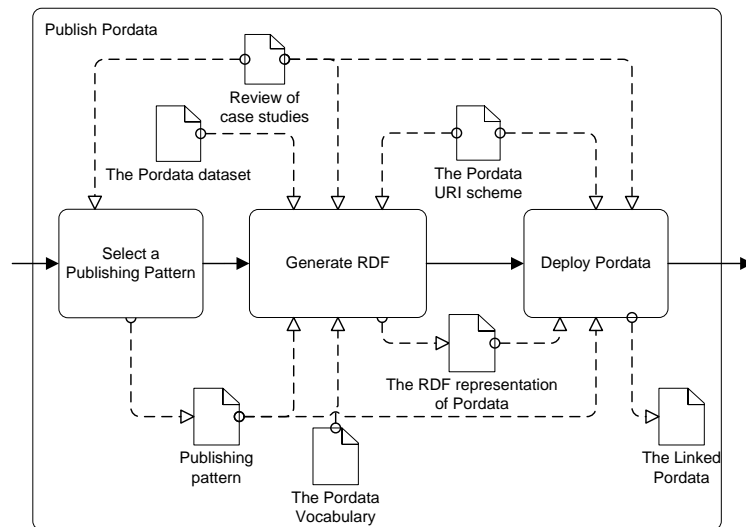 Publish Pordata
Review of
case studies
The Pordata dataset
The Pordata
URI scheme
Select a
Publishing Pattern
Generate RDF
Deploy Pordata
The RDF representation
of Pordata
Publishing
pattern
The Pordata
Vocabulary
The Linked
Pordata